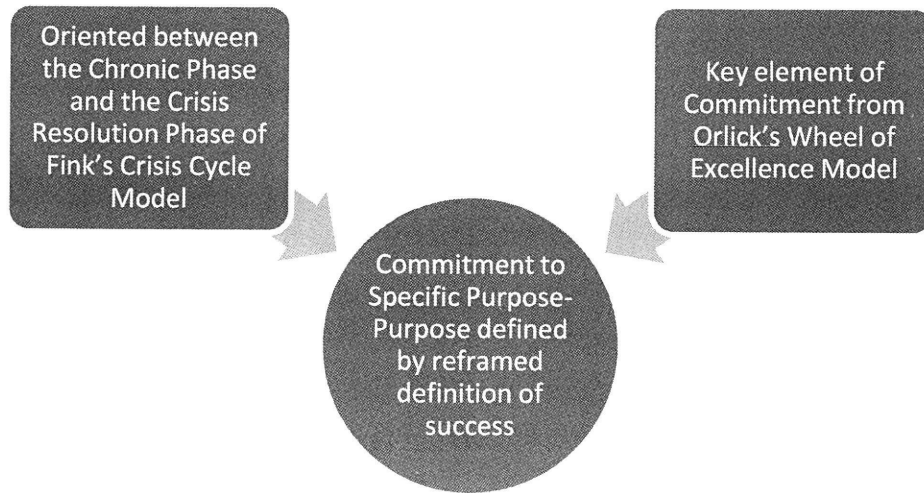 Oriented between
the Chronic Phase
and the Crisis
Resolution Phase of
Fink's Crisis Cycle
Model
Key element of
Commitment from
Orlick's Wheel of
Excellence Model
Commitment to
Specific Purpose-
Purpose defined
by reframed
definition of
success